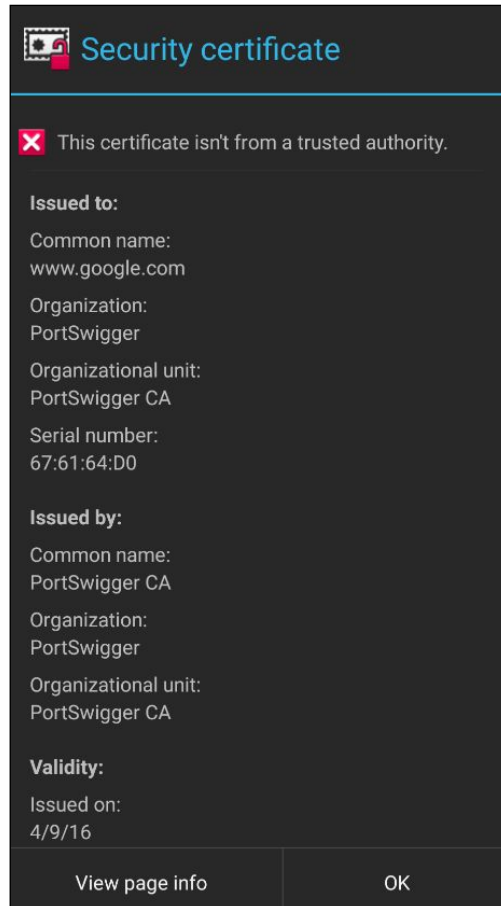 Security certificate
This certificate isn't from a trusted authority.
Issued to:
Common name:
www.google.com
Organization:
PortSwigger
Organizational unit:
PortSwigger CA
Serial number:
67:61:64:D0
Issued by:
Common name:
PortSwigger CA
Organization:
PortSwigger
Organizational unit:
PortSwigger CA
Validity:
Issued on:
4/9/16
View page info
OK